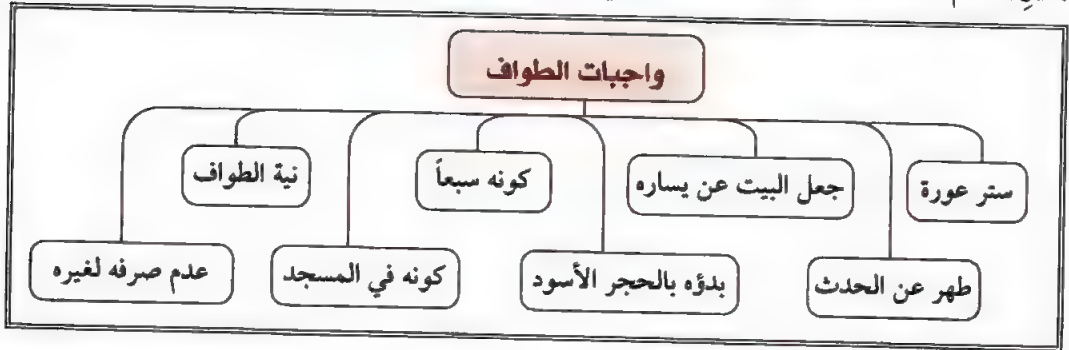 واجبات الطواف
ستر عورة
طهر عن الحدث
جعل البيت عن يساره
بدؤه بالحجر الأسود
كونه سبعاً
كونه في المسجد
نية الطواف
عدم صرفه لغيره